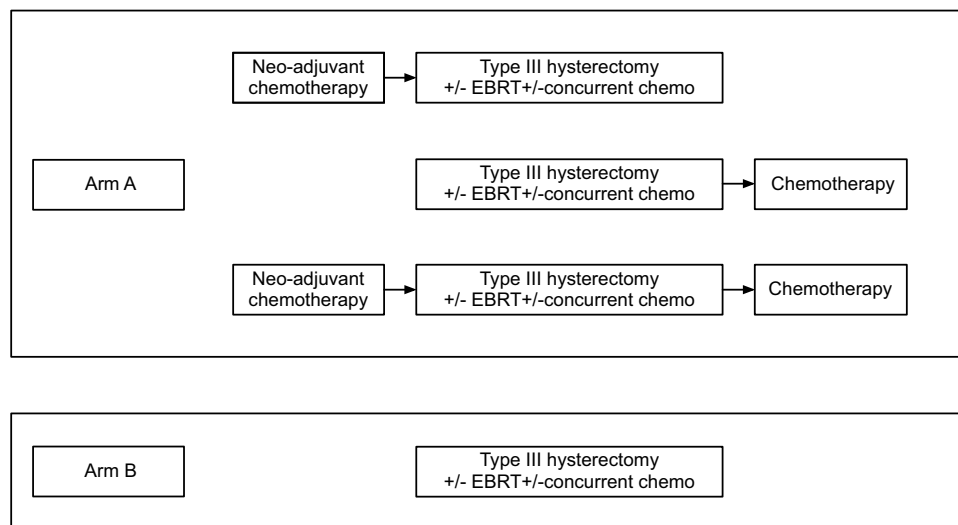 Neo-adjuvant
chemotherapy
Type III hysterectomy
+/- EBRT+/-concurrent chemo
Arm A
Type III hysterectomy
+/- EBRT+/-concurrent chemo
Chemotherapy
Neo-adjuvant
chemotherapy
Type III hysterectomy
+/- EBRT+/-concurrent chemo
Chemotherapy
Arm B
Type III hysterectomy
+/- EBRT+/-concurrent chemo